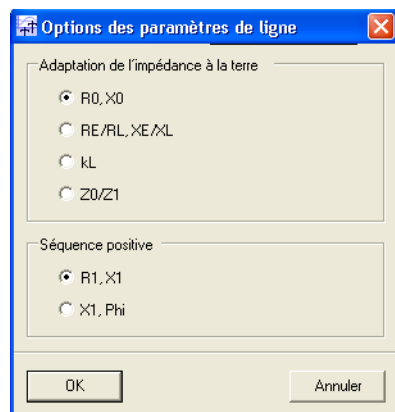 Options des paramètres de ligne
Adaptation de l'impédance à la terre
R0, X0
RE/RL, XE/XL
kL
Z0/Z1
Séquence positive
R1, X1
X1, Phi
OK
Annuler